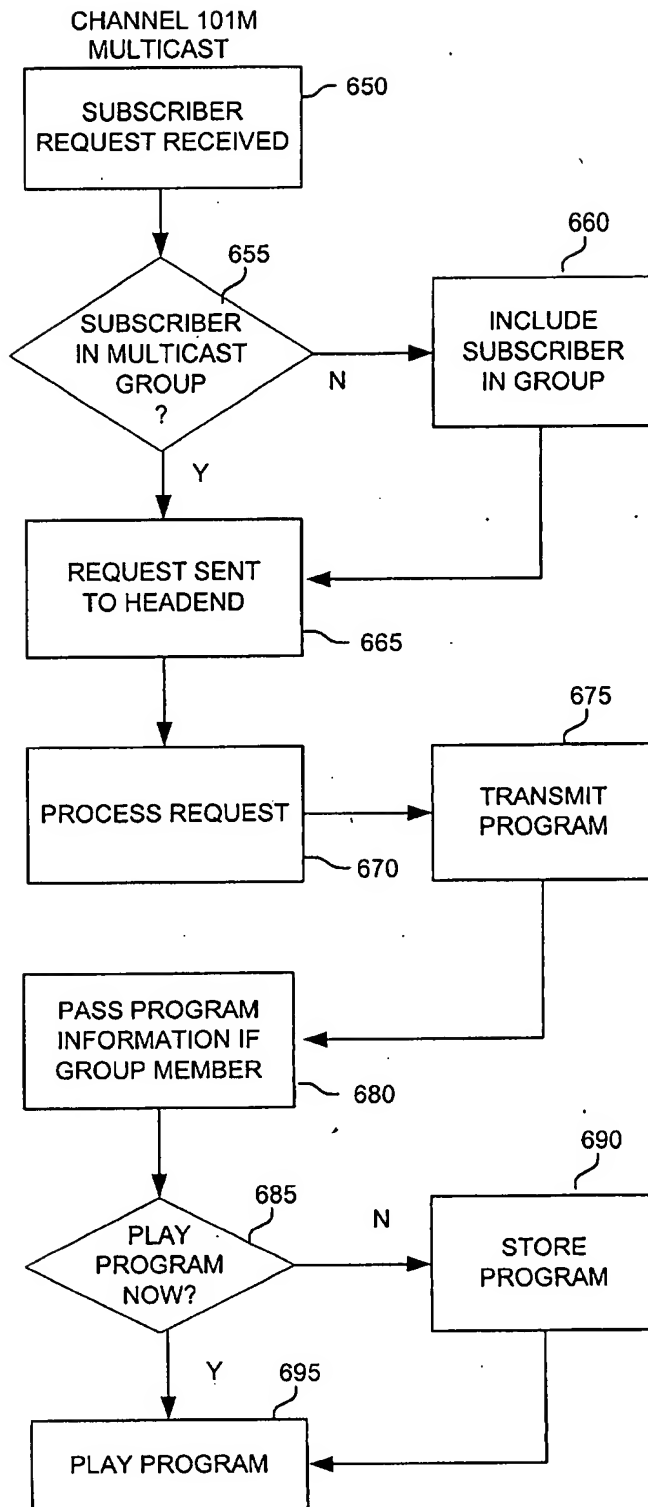 CHANNEL 101M
MULTICAST
650
SUBSCRIBER
REQUEST RECEIVED
655
SUBSCRIBER
IN MULTICAST
GROUP
?
N
Y
660
INCLUDE
SUBSCRIBER
IN GROUP
REQUEST SENT
TO HEADEND
665
PROCESS REQUEST
670
675
TRANSMIT
PROGRAM
PASS PROGRAM
INFORMATION IF
GROUP MEMBER
680
685
PLAY
PROGRAM
NOW?
N
Y
690
STORE
PROGRAM
695
PLAY PROGRAM